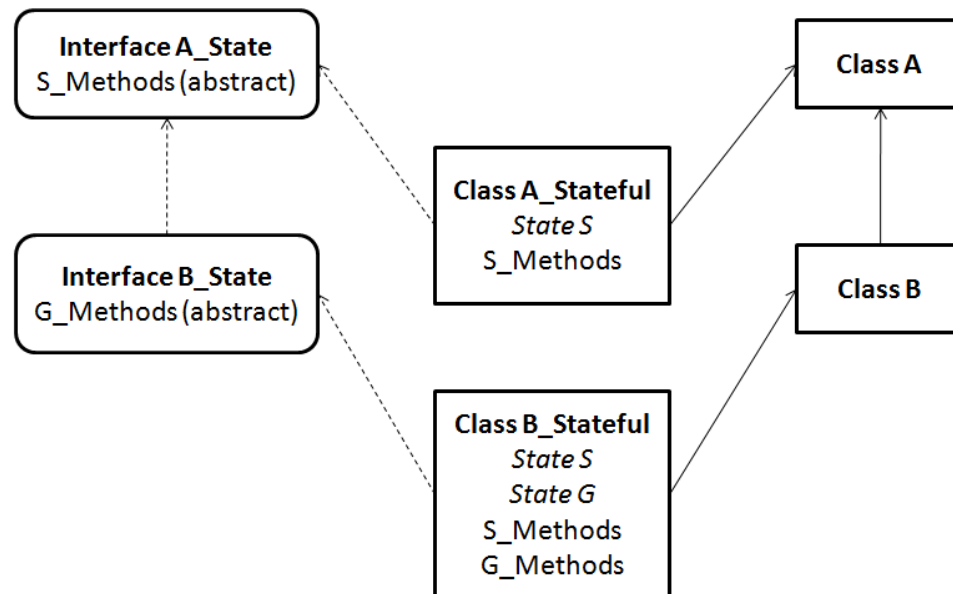 Interface A_State
S_Methods (abstract)
Class A
Class A_Stateful
State S
S_Methods
Interface B_State
G_Methods (abstract)
Class B
Class B_Stateful
State S
State G
S_Methods
G_Methods